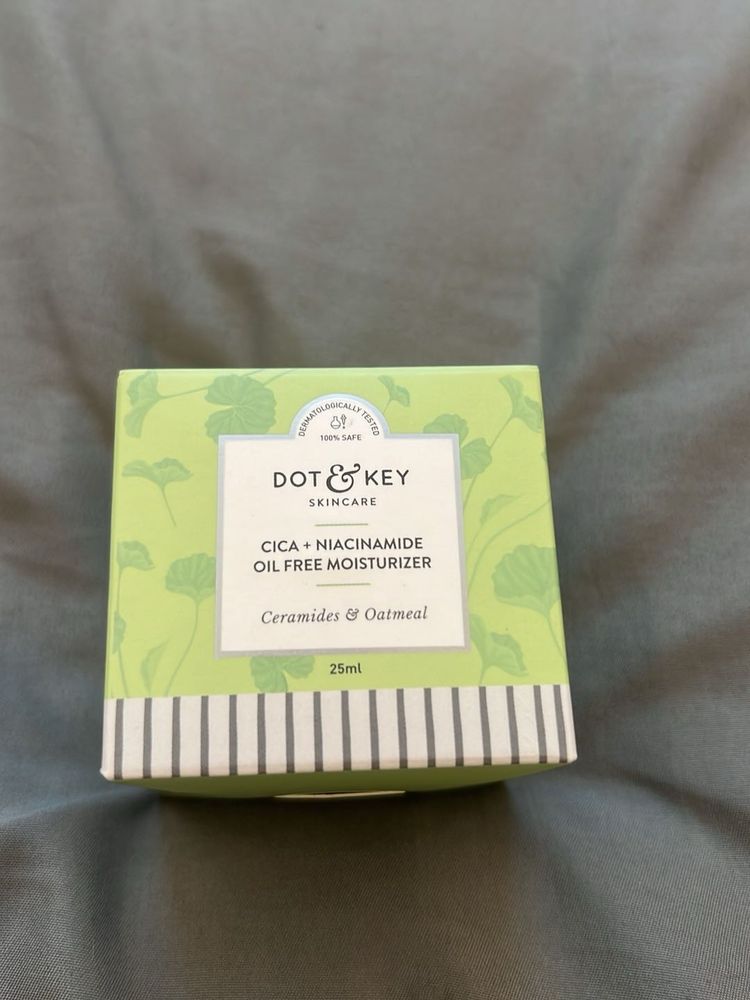 DERMATOLOGICALLY TESTED
100% SAFE
DOT & KEY
SKINCARE
CICA + NIACINAMIDE
OIL FREE MOISTURIZER
Ceramides & Oatmeal
25ml